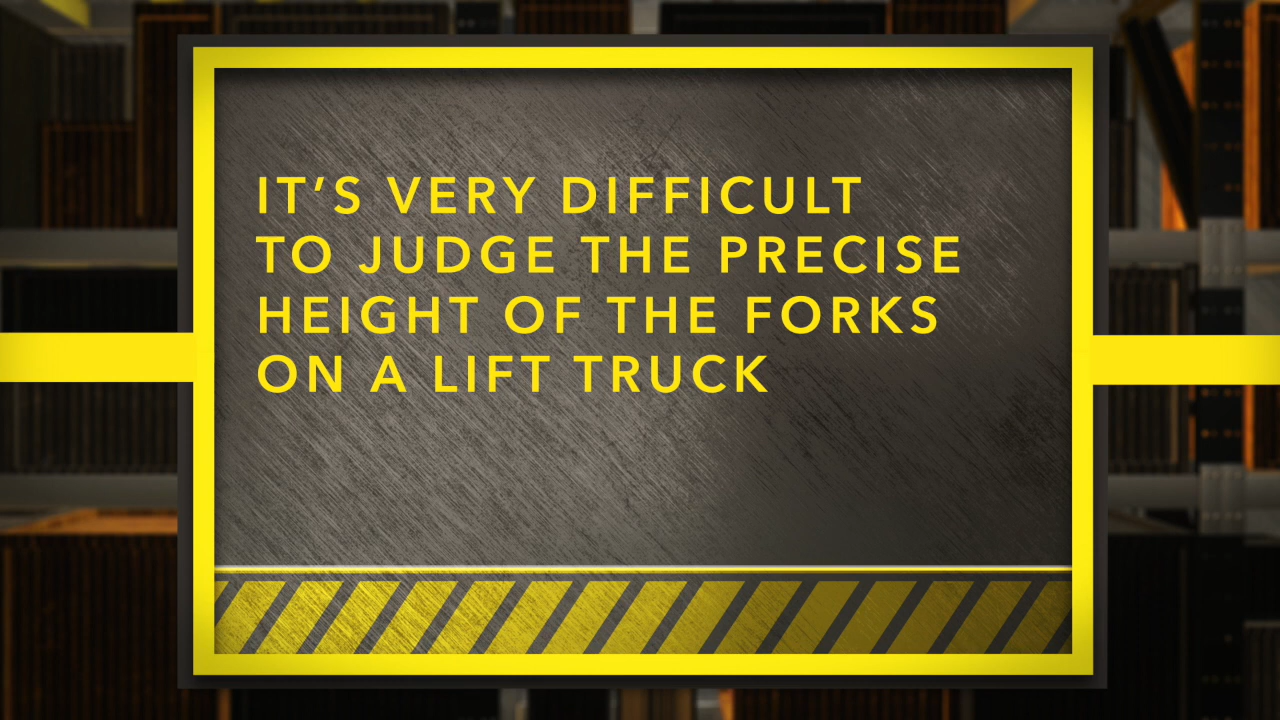 IT’S VERY DIFFICULT
TO JUDGE THE PRECISE
HEIGHT OF THE FORKS
ON A LIFT TRUCK